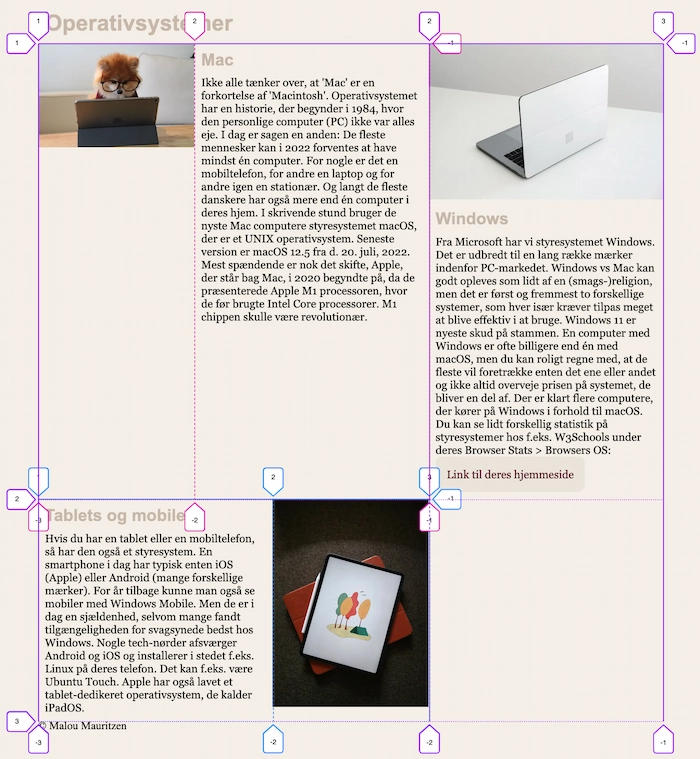 Operativsystemer
Mac
Ikke alle tænker over, at 'Mac' er en
forkortelse af 'Macintosh'. Operativsystemet
har en historie, der begynder i 1984, hvor
den personlige computer (PC) ikke var alles
eje. I dag er sagen en anden: De fleste
mennesker kan i 2022 forventes at have
mindst én computer. For nogle er det en
mobiltelefon, for andre en laptop og for
andre igen en stationær. Og langt de fleste
danskere har også mere end én computer i
deres hjem. I skrivende stund bruger de
nyste Mac computere styresystemet macOS,
der er et UNIX operativsystem. Seneste
version er macOS 12.5 fra d. 20. juli, 2022.
Mest spændende er nok det skifte, Apple,
der står bag Mac, i 2020 begyndte på, da de
præsenterede Apple M1 processoren, hvor
de før brugte Intel Core processorer. M1
chippen skulle være revolutionær.
Windows
Fra Microsoft har vi styresystemet Windows.
Det er udbredt til en lang række mærker
indenfor PC-markedet. Windows vs Mac kan
godt opleves som lidt af en (smags-)religion,
men det er først og fremmest to forskellige
systemer, som hver især kræver tilpas meget
at blive effektiv i at bruge. Windows 11 er
nyeste skud på stammen. En computer med
Windows er ofte billigere end én med
macOS, men du kan roligt regne med, at de
fleste vil foretrække enten det ene eller andet
og ikke altid overveje prisen på systemet, de
bliver en del af. Der er klart flere computere,
der kører på Windows i forhold til macOS.
Du kan se lidt forskellig statistik på
styresystemer hos f.eks. W3Schools under
deres Browser Stats > Browsers OS:
Link til deres hjemmeside
Tablets og mobile
Hvis du har en tablet eller en mobiltelefon,
så har den også et styresystem. En
smartphone i dag har typisk enten iOS
(Apple) eller Android (mange forskellige
mærker). For år tilbage kunne man også se
mobiler med Windows Mobile. Men de er i
dag en sjældenhed, selvom mange fandt
tilgængeligheden for svagsynede bedst hos
Windows. Nogle tech-nørder afsværger
Android og iOS og installerer i stedet f.eks.
Linux på deres telefon. Det kan f.eks. være
Ubuntu Touch. Apple har også lavet et
tablet-dedikeret operativsystem, de kalder
iPadOS.
© Malou Mauritzen
1
2
2
3
1
-1
-1
1
2
3
-1
2
-3
-2
-1
3
-3
-2
-2
-1